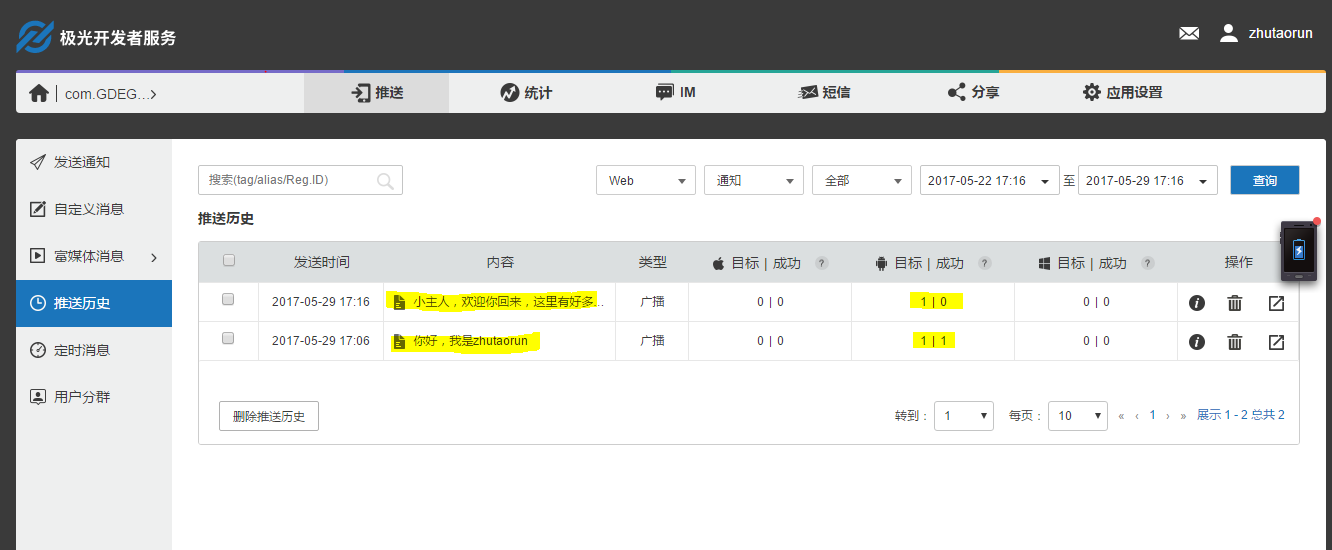 极光开发者服务
zhutaorun
com.GDEG...
推送
统计
IM
短信
分享
应用设置
发送通知
自定义消息
富媒体消息
推送历史
定时消息
用户分群
搜索(tag/alias/Reg.ID)
Web
通知
全部
2017-05-22 17:16
至
2017-05-29 17:16
查询
推送历史
发送时间 内容 类型 目标 | 成功 ? 目标 | 成功 ? 目标 | 成功 ? 操作
2017-05-29 17:16 小主人，欢迎你回来，这里有好多... 广播 0 | 0 1 | 0 0 | 0
2017-05-29 17:06 你好，我是zhutaorun 广播 0 | 0 1 | 1 0 | 0
删除推送历史
转到： 1 每页： 10 « ‹ 1 › » 展示 1 - 2 总共 2